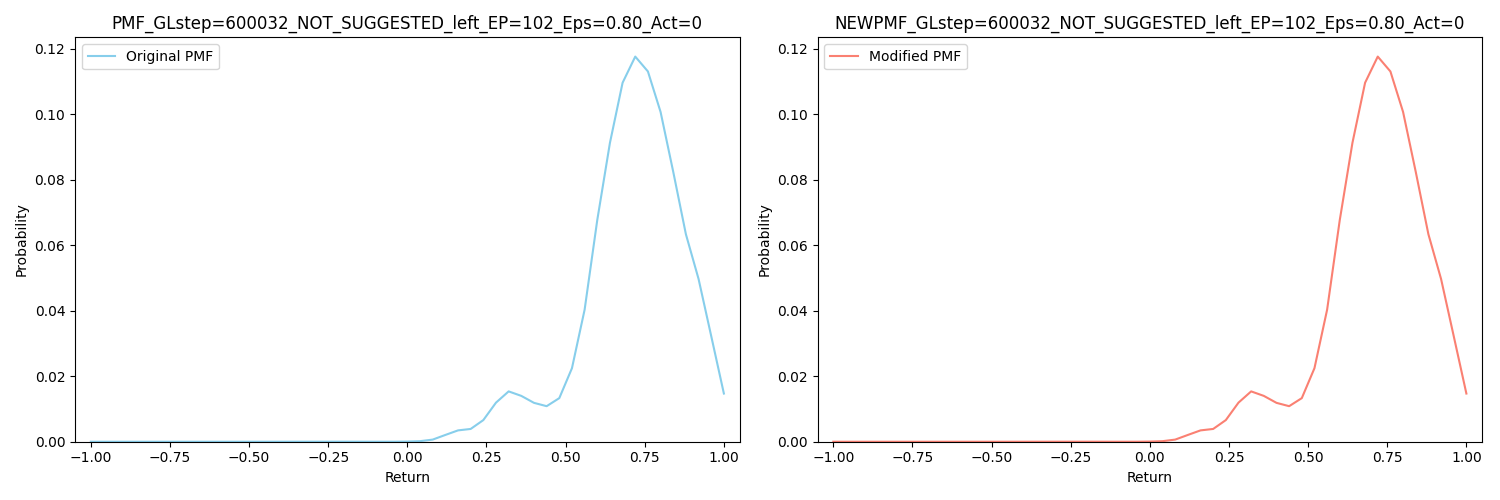 PMF_GLstep=600032_NOT_SUGGESTED_left_EP=102_Eps=0.80_Act=0
Original PMF
Probability
0.12
0.10
0.08
0.06
0.04
0.02
0.00
−1.00 −0.75 −0.50 −0.25 0.00 0.25 0.50 0.75 1.00
Return
NEWPMF_GLstep=600032_NOT_SUGGESTED_left_EP=102_Eps=0.80_Act=0
Modified PMF
Probability
0.12
0.10
0.08
0.06
0.04
0.02
0.00
−1.00 −0.75 −0.50 −0.25 0.00 0.25 0.50 0.75 1.00
Return